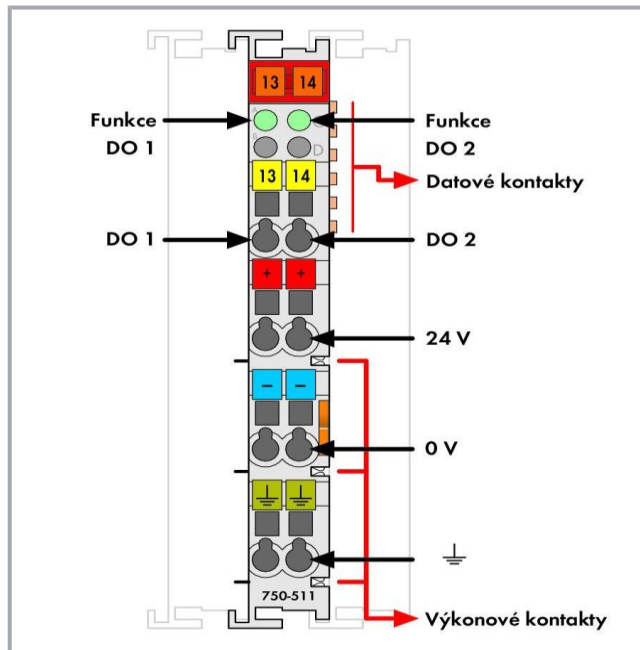 13 14
Funkce
DO 1
Funkce
DO 2
A
B
D
13 14
Datové kontakty
DO 1
DO 2
+ +
24 V
– –
0 V
750-511
Výkonové kontakty